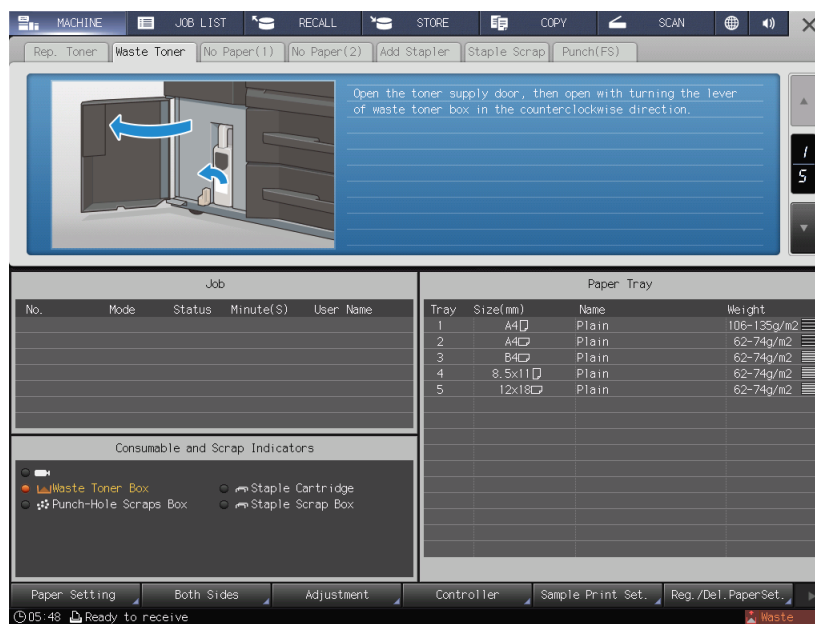 MACHINE JOB LIST RECALL STORE COPY SCAN
Rep. Toner Waste Toner No Paper(1) No Paper(2) Add Stapler Staple Scrap Punch(FS)
Open the toner supply door, then open with turning the lever
of waste toner box in the counterclockwise direction.
1
5
Job
No. Mode Status Minute(S) User Name
Paper Tray
Tray Size(mm) Name Weight
1 A4 Plain 106-135g/m2
2 A4 Plain 62-74g/m2
3 B4 Plain 62-74g/m2
4 8.5x11 Plain 62-74g/m2
5 12x18 Plain 62-74g/m2
Consumable and Scrap Indicators
Waste Toner Box Staple Cartridge
Punch-Hole Scraps Box Staple Scrap Box
Paper Setting Both Sides Adjustment Controller Sample Print Set. Reg./Del.PaperSet.
05:48 Ready to receive Waste